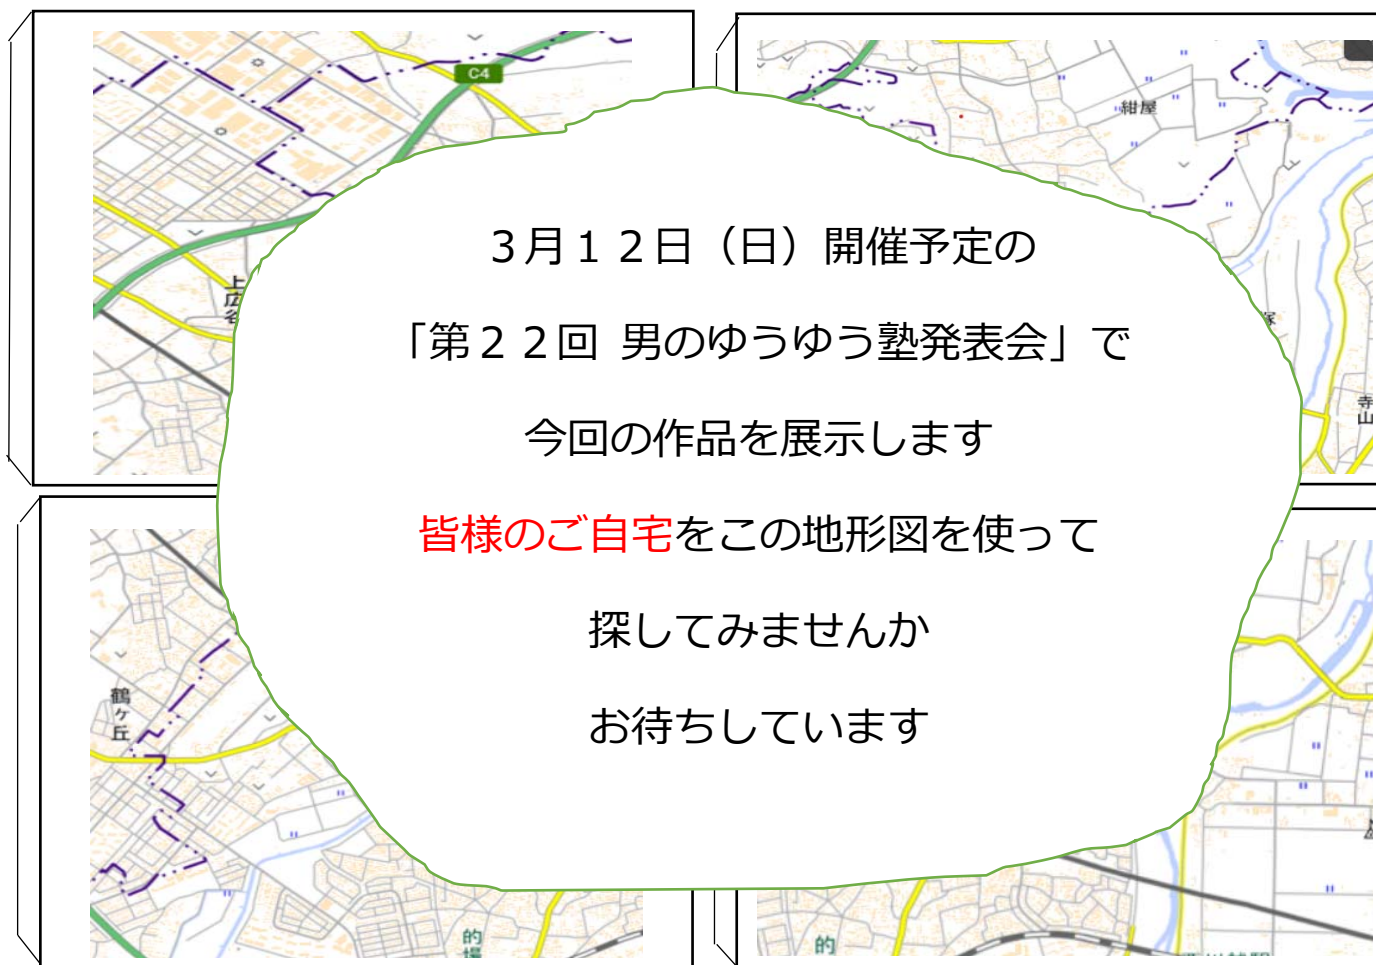 C4
紺屋
上広谷
3月12日（日）開催予定の
「第22回 男のゆうゆう塾発表会」で
今回の作品を展示します
皆様のご自宅をこの地形図を使って
探してみませんか
お待ちしています
寺山
鶴ヶ丘
的場
的